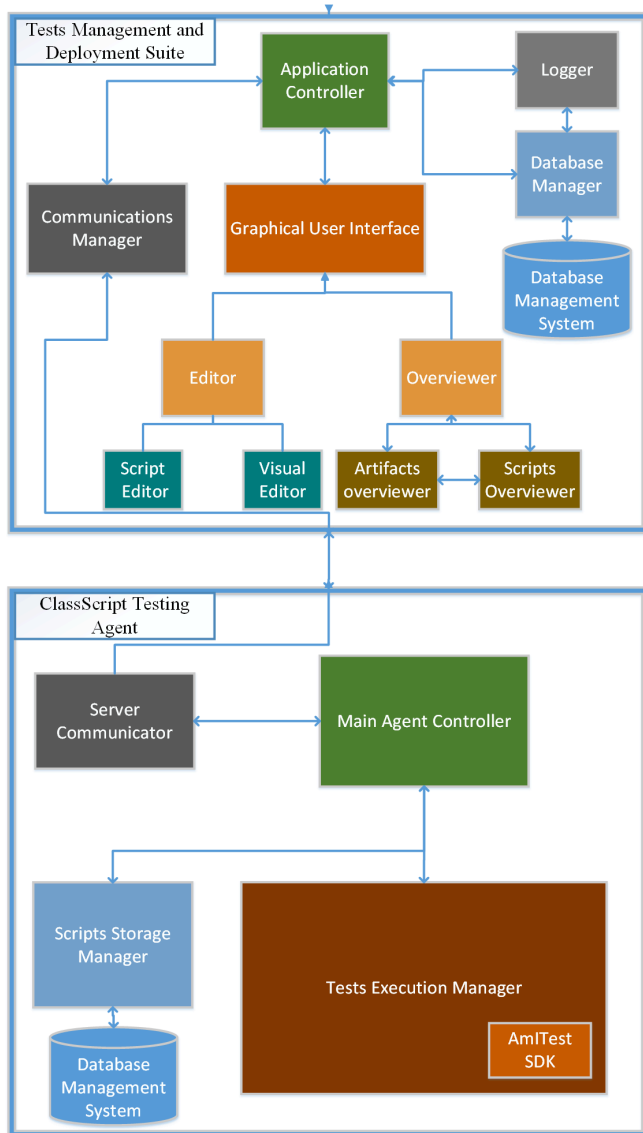 Tests Management and
Deployment Suite
Application
Controller
Logger
Database
Manager
Communications
Manager
Graphical User Interface
Database
Management
System
Editor
Overviewer
Script
Editor
Visual
Editor
Artifacts
overviewer
Scripts
Overviewer
ClassScript Testing
Agent
Server
Communicator
Main Agent Controller
Scripts Storage
Manager
Tests Execution Manager
AmITest
SDK
Database
Management
System